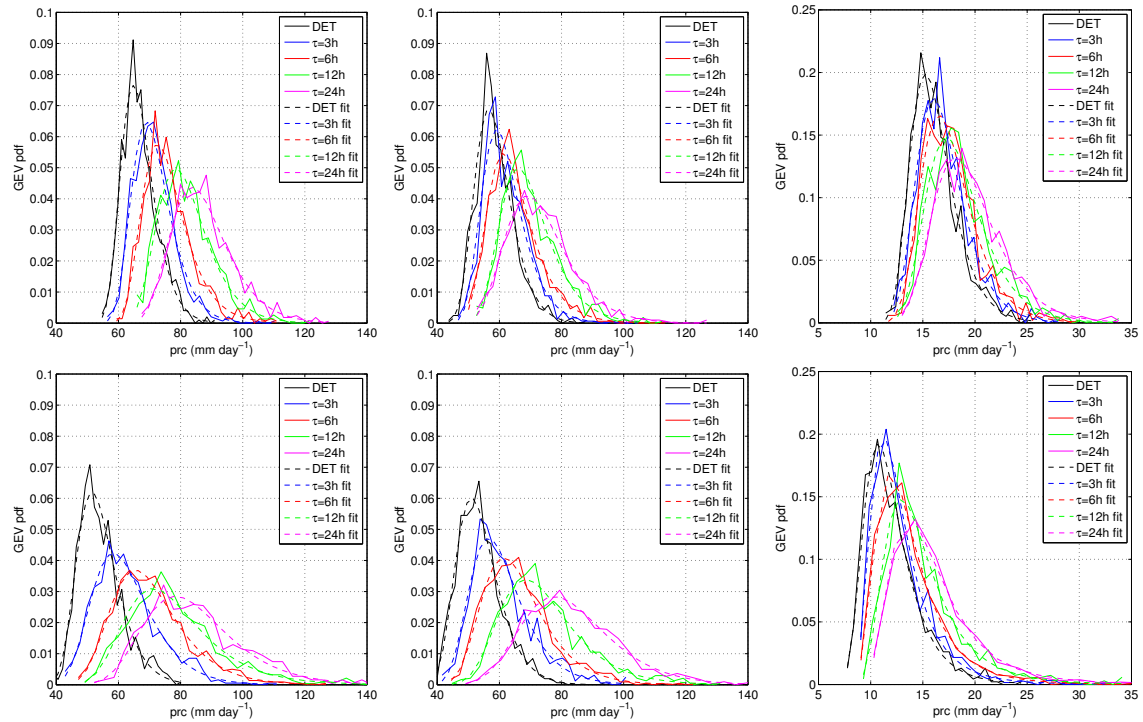 0.1
0.09
0.08
0.07
0.06
0.05
0.04
0.03
0.02
0.01
0
GEV pdf
40 60 80 100 120 140
prc (mm day⁻¹)
DET
τ=3h
τ=6h
τ=12h
τ=24h
DET fit
τ=3h fit
τ=6h fit
τ=12h fit
τ=24h fit
0.1
0.09
0.08
0.07
0.06
0.05
0.04
0.03
0.02
0.01
0
GEV pdf
40 60 80 100 120 140
prc (mm day⁻¹)
DET
τ=3h
τ=6h
τ=12h
τ=24h
DET fit
τ=3h fit
τ=6h fit
τ=12h fit
τ=24h fit
0.25
0.2
0.15
0.1
0.05
0
GEV pdf
5 10 15 20 25 30 35
prc (mm day⁻¹)
DET
τ=3h
τ=6h
τ=12h
τ=24h
DET fit
τ=3h fit
τ=6h fit
τ=12h fit
τ=24h fit
0.1
0.09
0.08
0.07
0.06
0.05
0.04
0.03
0.02
0.01
0
GEV pdf
40 60 80 100 120 140
prc (mm day⁻¹)
DET
τ=3h
τ=6h
τ=12h
τ=24h
DET fit
τ=3h fit
τ=6h fit
τ=12h fit
τ=24h fit
0.1
0.09
0.08
0.07
0.06
0.05
0.04
0.03
0.02
0.01
0
GEV pdf
40 60 80 100 120 140
prc (mm day⁻¹)
DET
τ=3h
τ=6h
τ=12h
τ=24h
DET fit
τ=3h fit
τ=6h fit
τ=12h fit
τ=24h fit
0.25
0.2
0.15
0.1
0.05
0
GEV pdf
5 10 15 20 25 30 35
prc (mm day⁻¹)
DET
τ=3h
τ=6h
τ=12h
τ=24h
DET fit
τ=3h fit
τ=6h fit
τ=12h fit
τ=24h fit